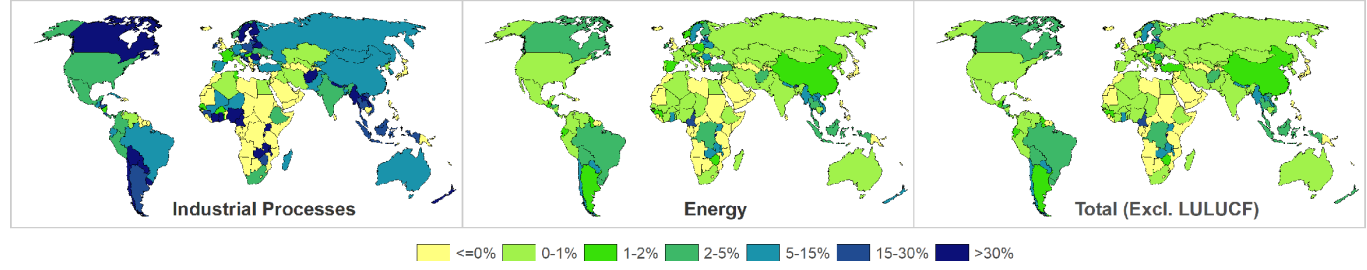 Industrial Processes
Energy
Total (Excl. LULUCF)
<=0% 0-1% 1-2% 2-5% 5-15% 15-30% >30%